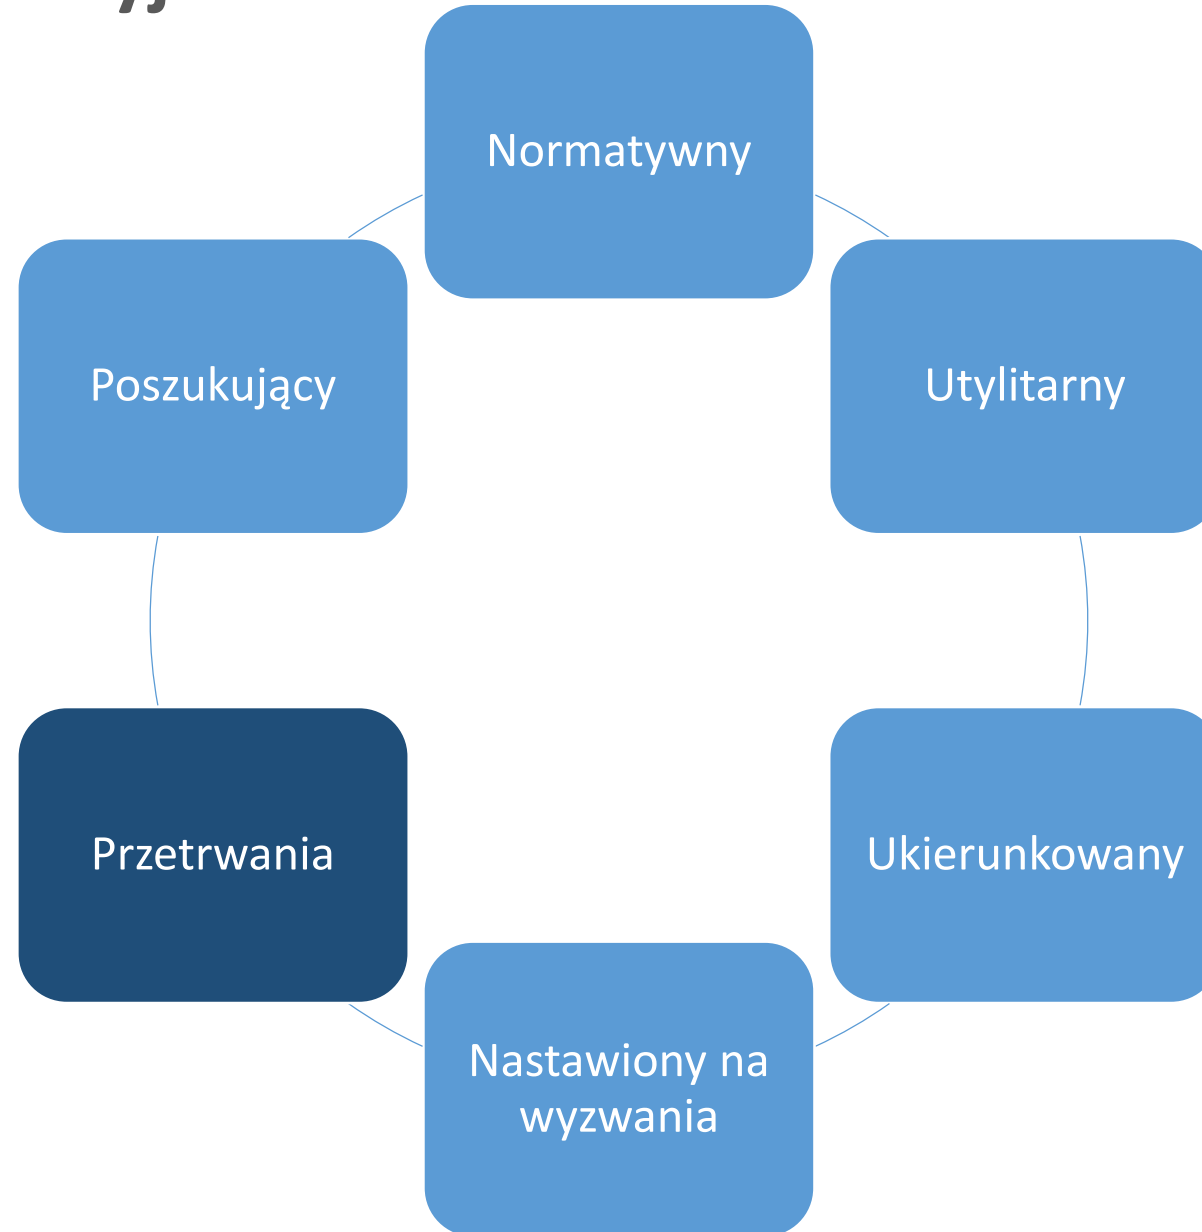 Normatywny
Utylitarny
Ukierunkowany
Nastawiony na
wyzwania
Przetrwania
Poszukujący